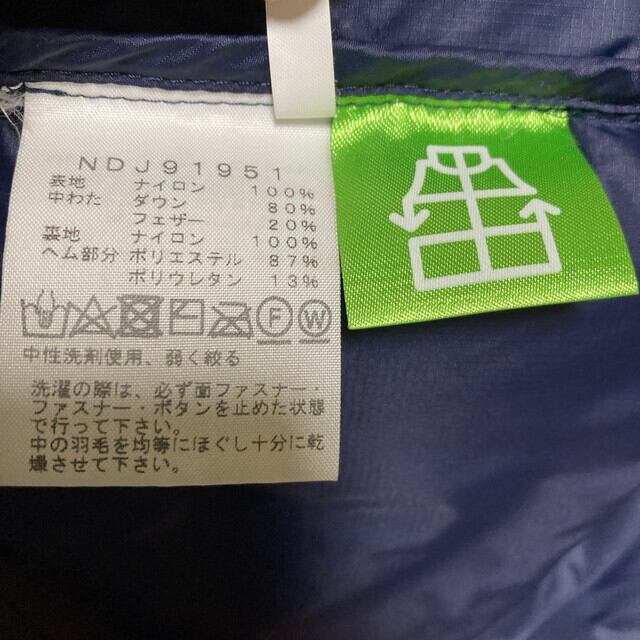 NDJ91951
表地 ナイロン 100%
中わた ダウン 80%
フェザー 20%
裏地 ナイロン 100%
ヘム部分 ポリエステル 87%
ポリウレタン 13%
F W
中性洗剤使用、弱く絞る
洗濯の際は、必ず面ファスナー・
ファスナー・ボタンを止めた状態
で行って下さい。
中の羽毛を均等にほぐし十分に乾
燥させて下さい。